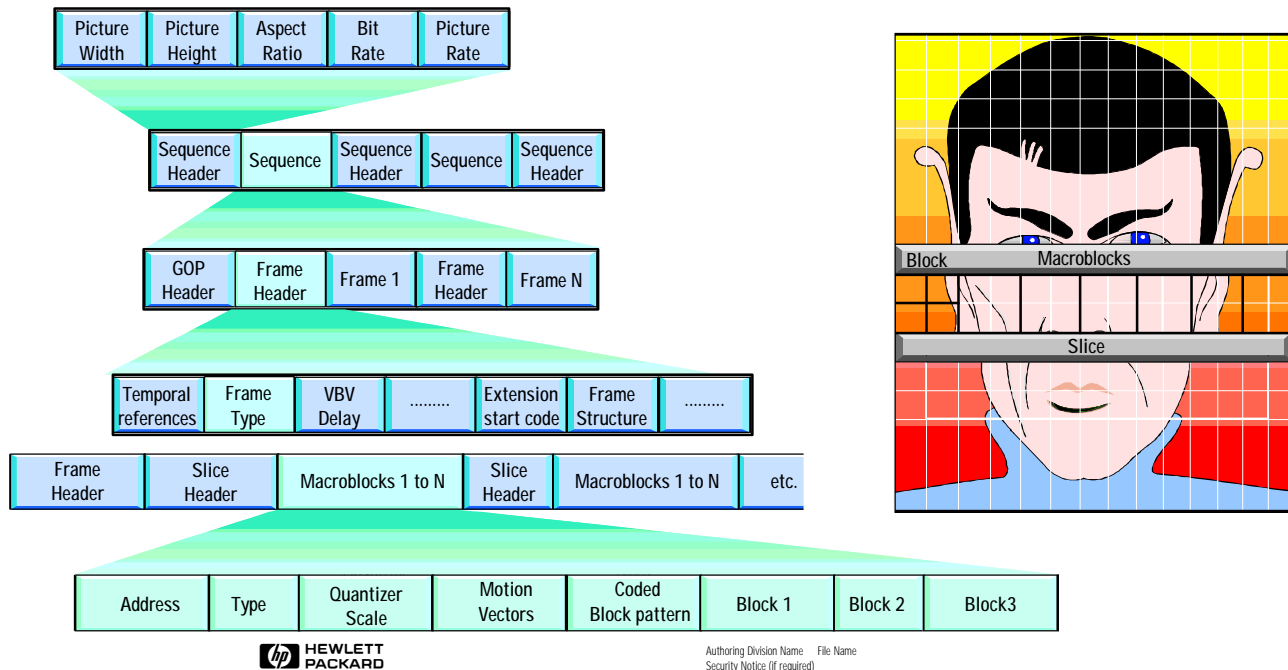 Picture Width
Picture Height
Aspect Ratio
Bit Rate
Picture Rate
Sequence Header
Sequence
Sequence Header
Sequence
Sequence Header
GOP Header
Frame Header
Frame 1
Frame Header
Frame N
Temporal references
Frame Type
VBV Delay
.........
Extension start code
Frame Structure
.........
Frame Header
Slice Header
Macroblocks 1 to N
Slice Header
Macroblocks 1 to N
etc.
Address
Type
Quantizer Scale
Motion Vectors
Coded Block pattern
Block 1
Block 2
Block3
Block
Macroblocks
Slice
hp HEWLETT PACKARD
Authoring Division Name File Name
Security Notice (if required)